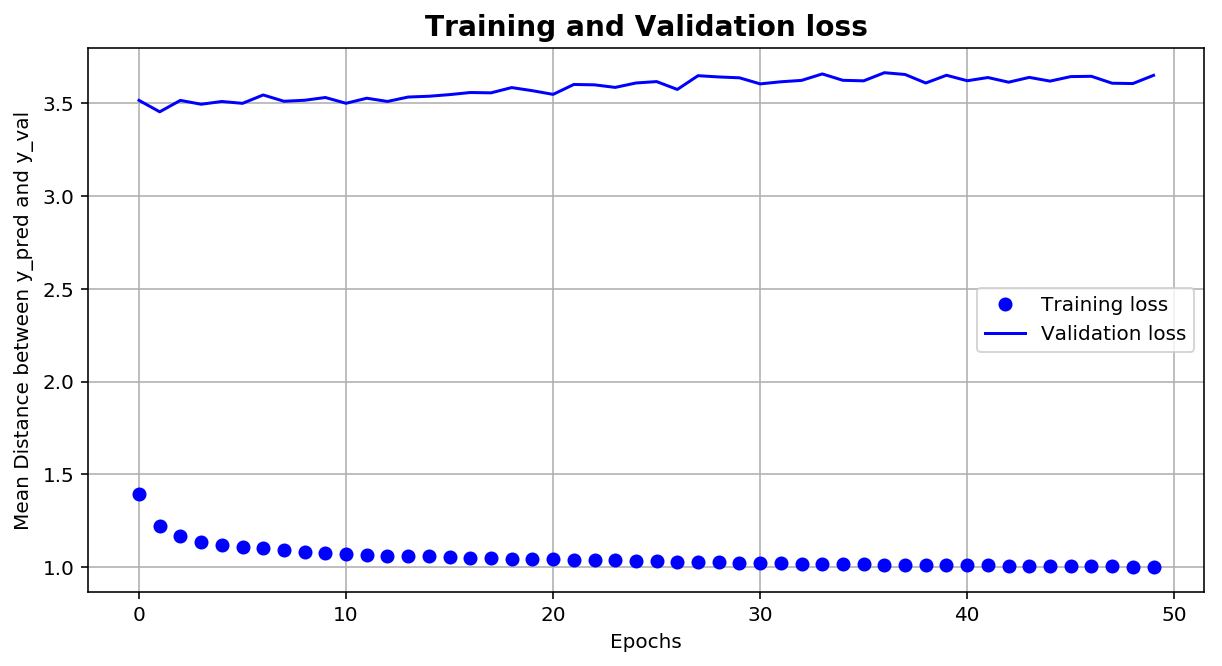 Training and Validation loss
Mean Distance between y_pred and y_val
3.5
3.0
2.5
2.0
1.5
1.0
Training loss
Validation loss
0
10
20
30
40
50
Epochs